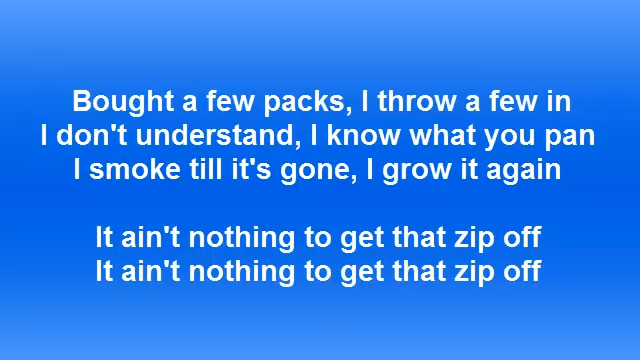 Bought a few packs, I throw a few in
I don't understand, I know what you pan
I smoke till it's gone, I grow it again
It ain't nothing to get that zip off
It ain't nothing to get that zip off